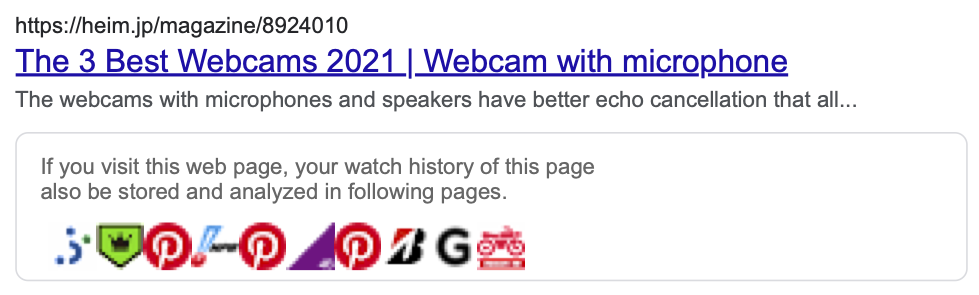 https://heim.jp/magazine/8924010
The 3 Best Webcams 2021 | Webcam with microphone
The webcams with microphones and speakers have better echo cancellation that all...
If you visit this web page, your watch history of this page
also be stored and analyzed in following pages.
G